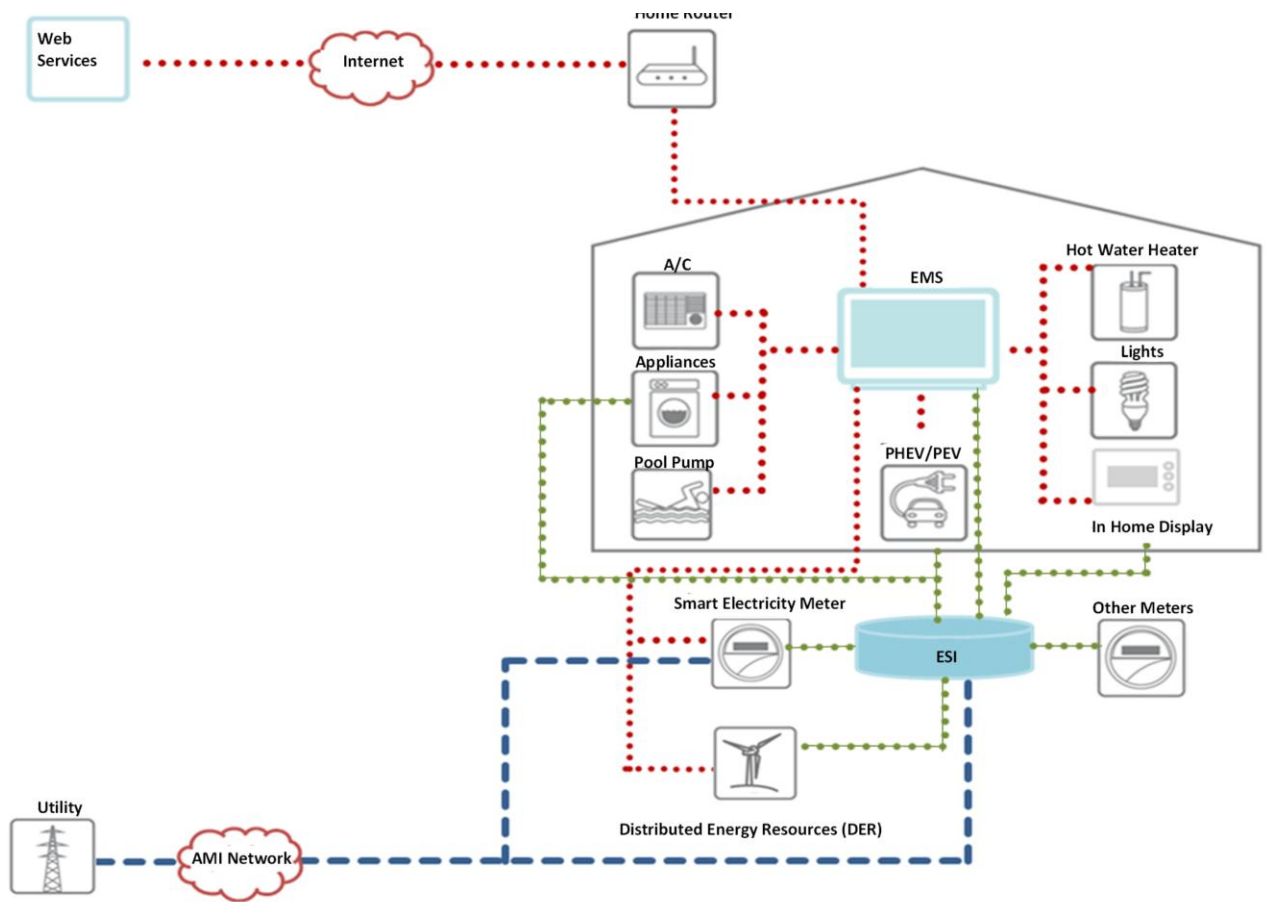 Home Router
Web
Services
Internet
Hot Water Heater
A/C
EMS
Lights
Appliances
PHEV/PEV
Pool Pump
In Home Display
Smart Electricity Meter
Other Meters
ESI
Utility
Distributed Energy Resources (DER)
AMI Network